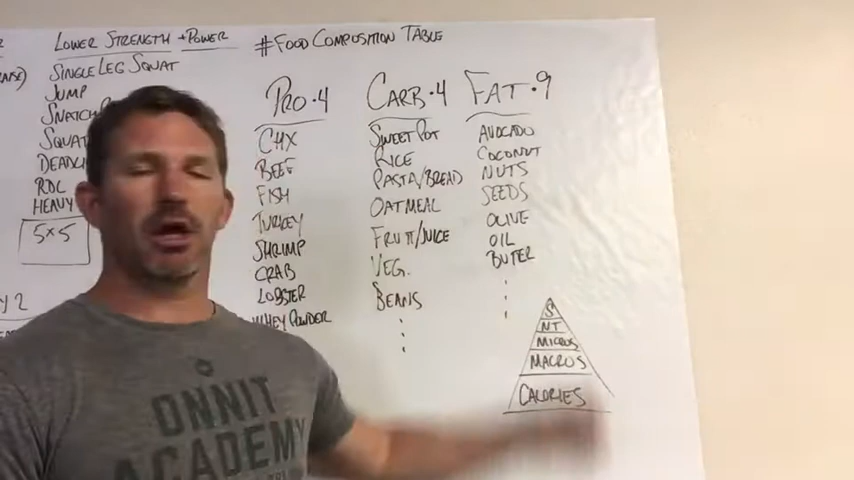 LOWER STRENGTH + POWER
SINGLE LEG SQUAT
JUMP
SNATCH
SQUAT
DEADL
RDL
HEAVY
5x5
Y 2
#FOOD COMPOSITION TABLE
PRO • 4
CHX
BEEF
FISH
TURKEY
SHRIMP
CRAB
LOBSTER
WHEY POWDER
CARB • 4
SWEET POT
RICE
PASTA/BREAD
OATMEAL
FRUIT/JUICE
VEG.
BEANS
FAT • 9
AVOCADO
COCONUT
NUTS
SEEDS
OLIVE
OIL
BUTER
S
NT
MICROS
MACROS
CALORIES
ONNIT
ACADEMY